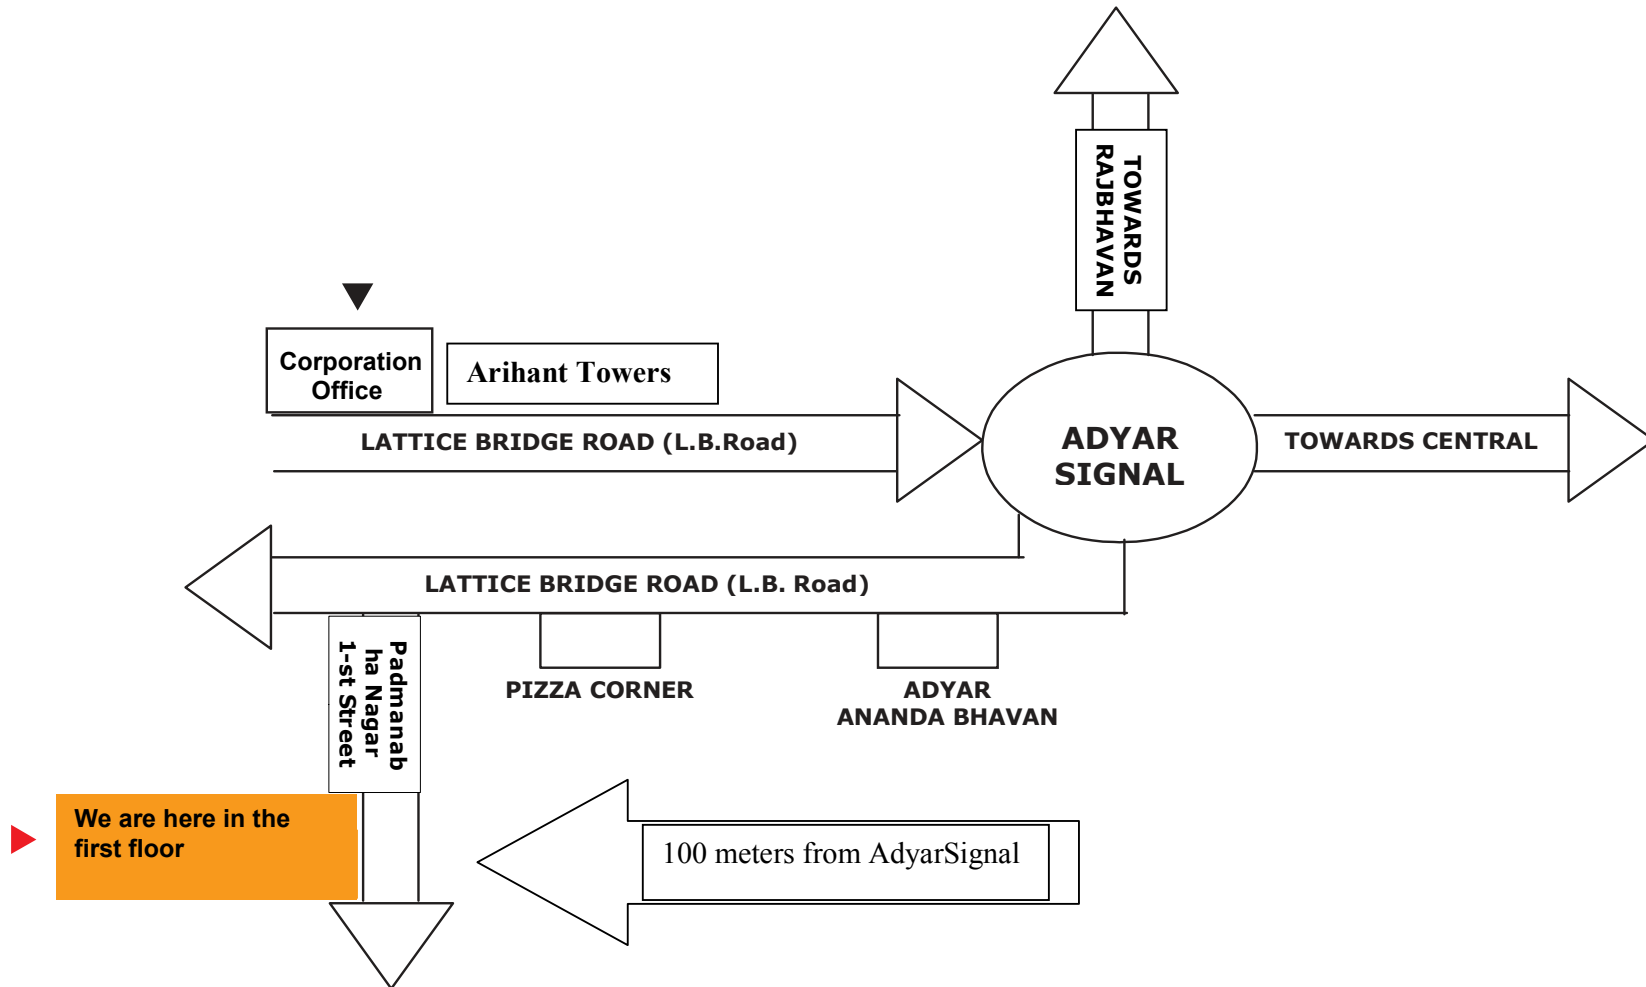 TOWARDS
RAJBHAVAN
Corporation
Office
Arihant Towers
LATTICE BRIDGE ROAD (L.B.Road)
ADYAR
SIGNAL
TOWARDS CENTRAL
LATTICE BRIDGE ROAD (L.B. Road)
Padmanab
ha Nagar
1-st Street
PIZZA CORNER
ADYAR
ANANDA BHAVAN
We are here in the
first floor
100 meters from AdyarSignal